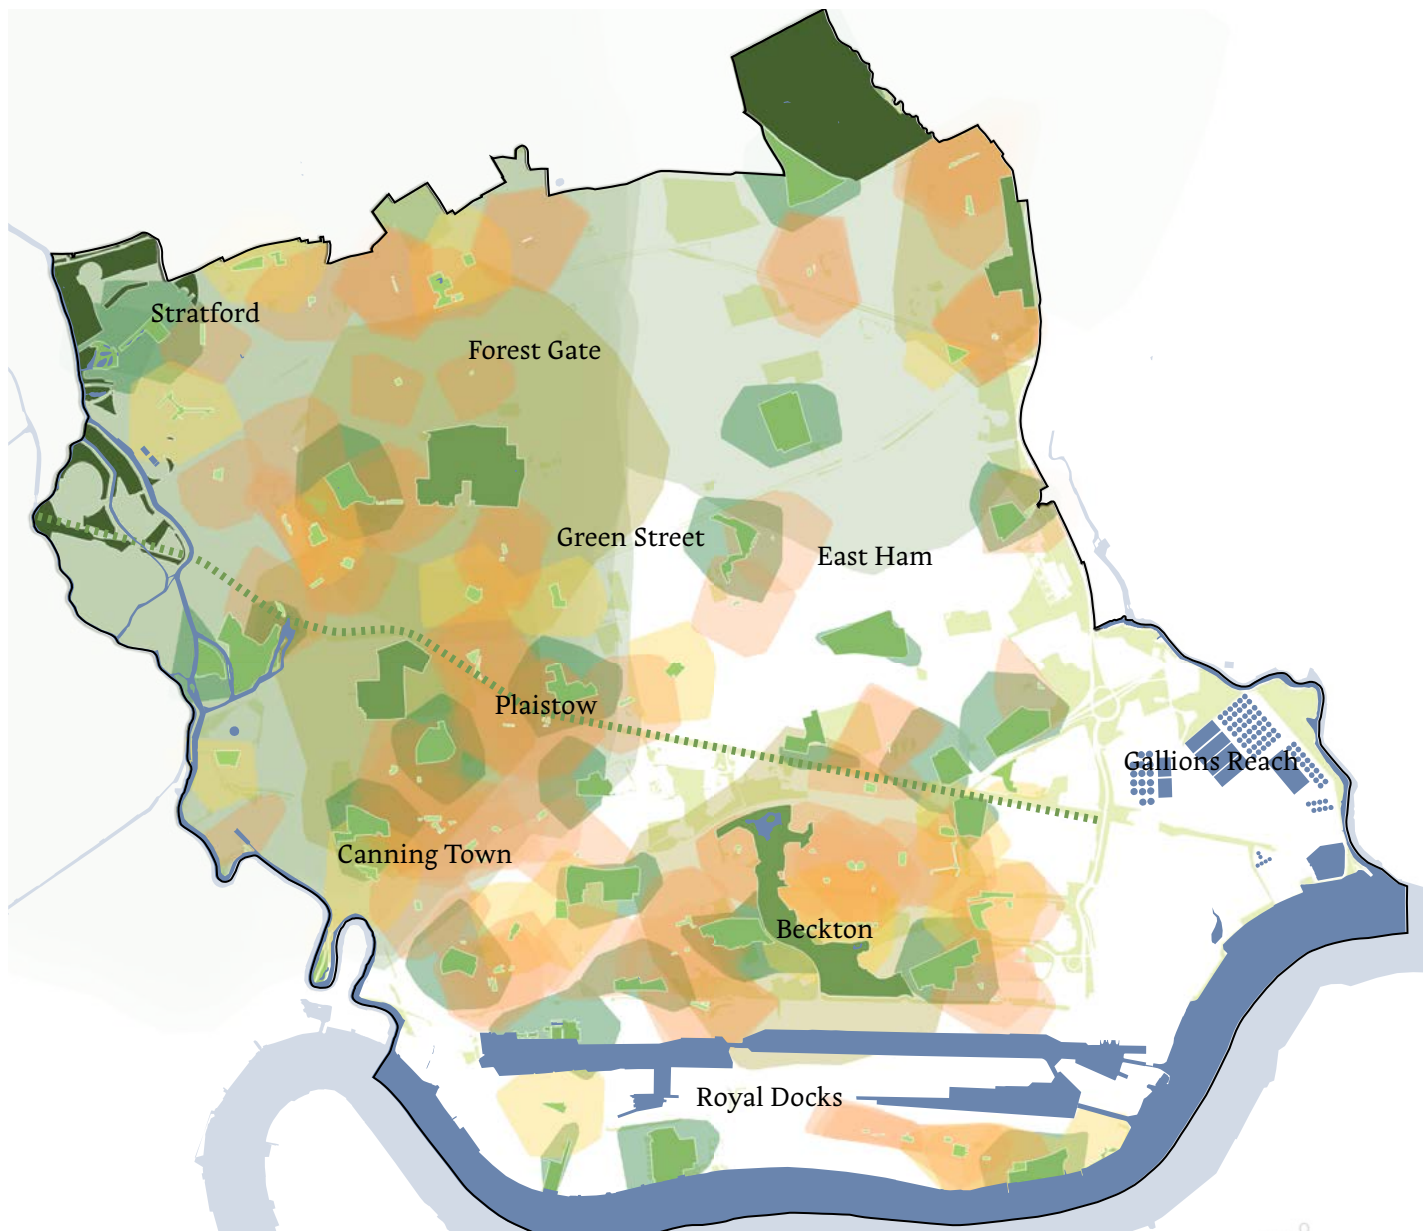 Stratford
Forest Gate
Green Street
East Ham
Plaistow
Gallions Reach
Canning Town
Beckton
Royal Docks